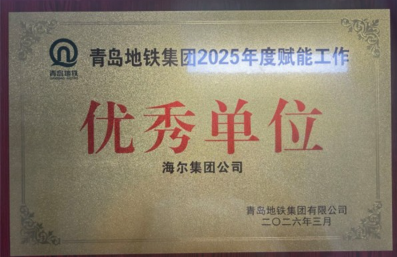 青岛地铁
青岛地铁集团2025年度赋能工作
优秀单位
海尔集团公司
青岛地铁集团有限公司
二〇二六年三月